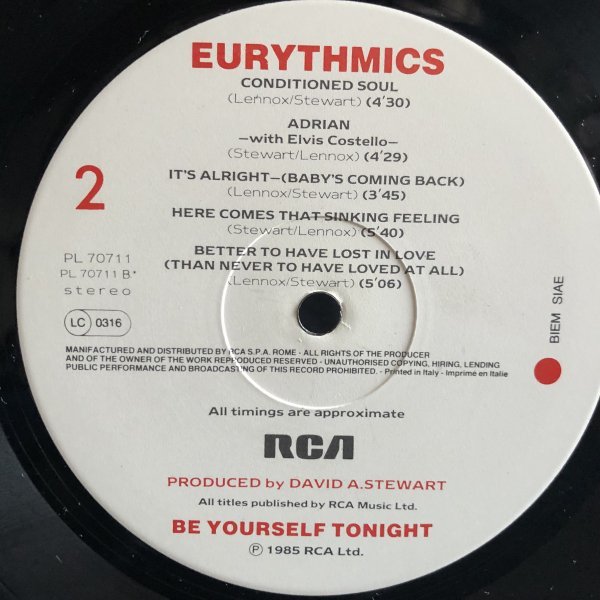 EURYTHMICS
CONDITIONED SOUL
(Lennox/Stewart) (4'30)
ADRIAN
—with Elvis Costello—
(Stewart/Lennox) (4'29)
IT'S ALRIGHT—(BABY'S COMING BACK)
(Lennox/Stewart) (3'45)
HERE COMES THAT SINKING FEELING
(Stewart/Lennox) (5'40)
BETTER TO HAVE LOST IN LOVE
(THAN NEVER TO HAVE LOVED AT ALL)
(Lennox/Stewart) (5'06)
2
PL 70711
PL 70711 B*
stereo
LC 0316
BIEM SIAE
MANIFACTURED AND DISTRIBUTED BY RCA S.P.A. ROME - ALL RIGHTS OF THE PRODUCER
AND OF THE OWNER OF THE WORK REPRODUCED RESERVED - UNAUTHORISED COPYING, HIRING, LENDING
PUBLIC PERFORMANCE AND BROADCASTING OF THIS RECORD PROHIBITED. - Printed in Italy - Imprimé en Italie
All timings are approximate
RCA
PRODUCED by DAVID A.STEWART
All titles published by RCA Music Ltd.
BE YOURSELF TONIGHT
Ⓟ 1985 RCA Ltd.